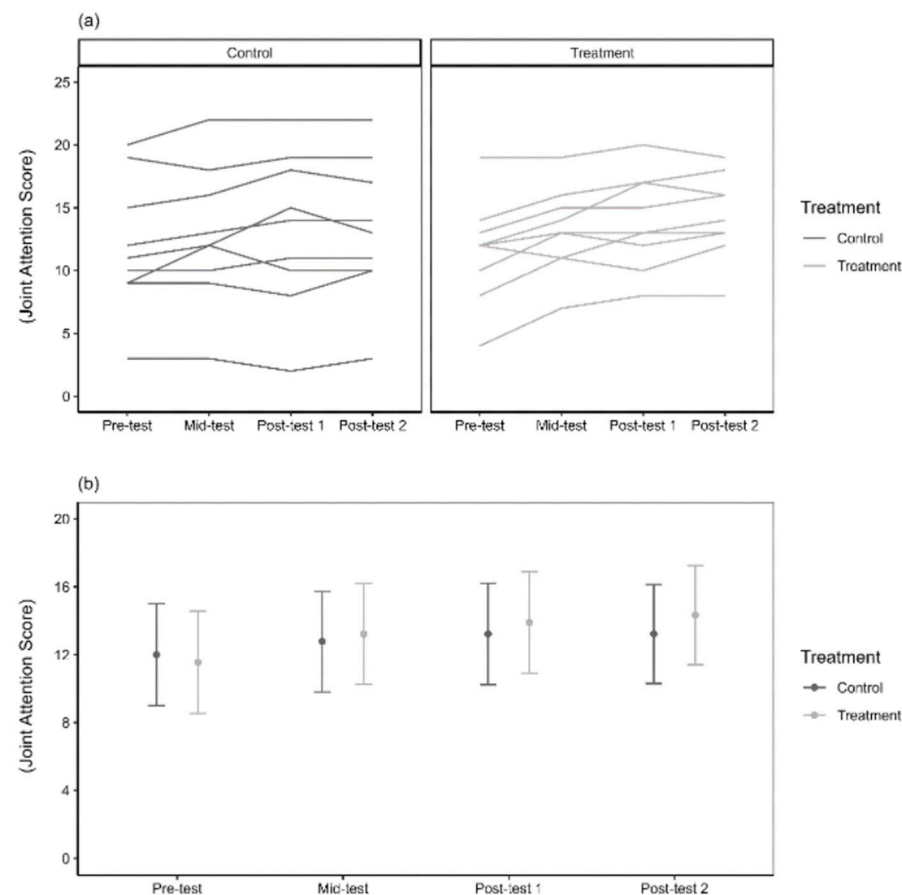 (a)
Control Treatment
25
20
15
10
5
0
(Joint Attention Score)
Pre-test Mid-test Post-test 1 Post-test 2 Pre-test Mid-test Post-test 1 Post-test 2
Treatment
Control
Treatment
(b)
20
16
12
8
4
0
(Joint Attention Score)
Pre-test Mid-test Post-test 1 Post-test 2
Treatment
Control
Treatment